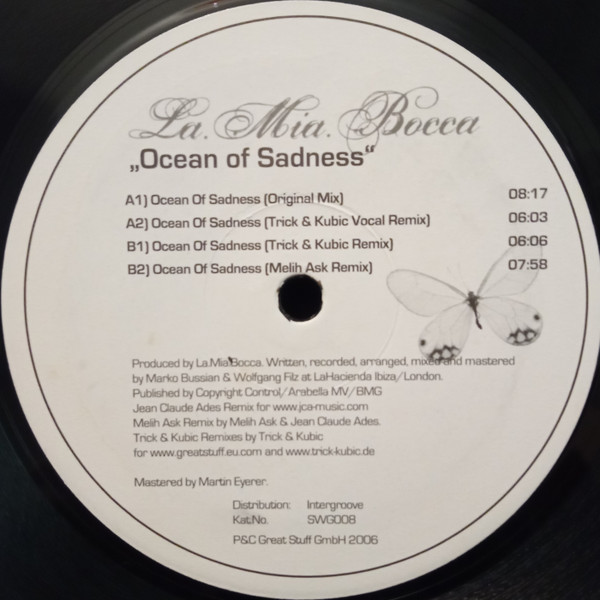 La. Mia. Bocca
„Ocean of Sadness“
A1) Ocean Of Sadness (Original Mix) 08:17
A2) Ocean Of Sadness (Trick & Kubic Vocal Remix) 06:03
B1) Ocean Of Sadness (Trick & Kubic Remix) 06:06
B2) Ocean Of Sadness (Melih Ask Remix) 07:58
Produced by La.Mia Bocca. Written, recorded, arranged, mixed and mastered
by Marko Bussian & Wolfgang Filz at LaHacienda Ibiza/London.
Published by Copyright Control/Arabella MV/BMG
Jean Claude Ades Remix for www.jca-music.com
Melih Ask Remix by Melih Ask & Jean Claude Ades.
Trick & Kubic Remixes by Trick & Kubic
for www.greatstuff.eu.com and www.trick-kubic.de
Mastered by Martin Eyerer.
Distribution: Intergroove
Kat.No. SWG008
P&C Great Stuff GmbH 2006